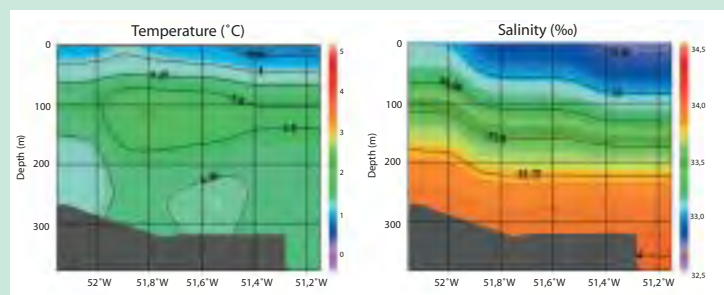 Temperature (˚C)
Salinity (‰)
Depth (m)
0
100
200
300
52˚W
51,8˚W
51,6˚W
51,4˚W
51,2˚W
5
4
3
2
1
0
Depth (m)
0
100
200
300
52˚W
51,8˚W
51,6˚W
51,4˚W
51,2˚W
34,5
34,0
33,5
33,0
32,5